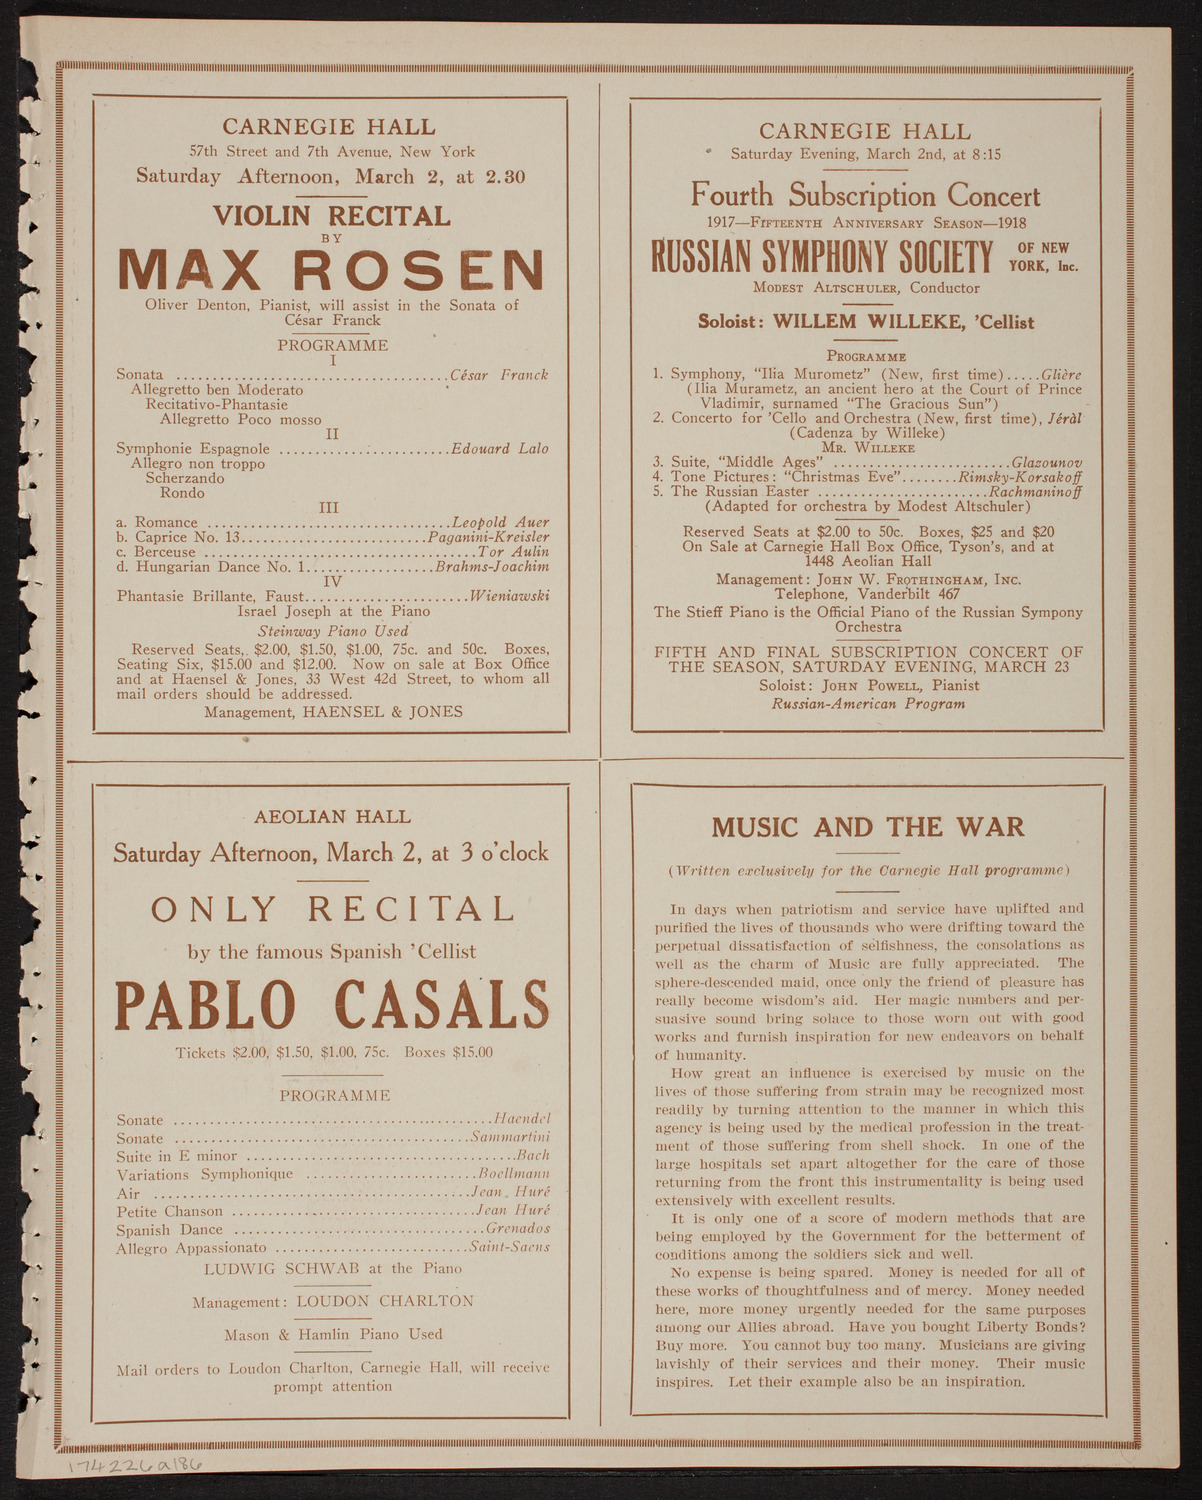 CARNEGIE HALL
57th Street and 7th Avenue, New York
Saturday Afternoon, March 2, at 2.30
VIOLIN RECITAL
BY
MAX ROSEN
Oliver Denton, Pianist, will assist in the Sonata of
César Franck
PROGRAMME
I
Sonata ......................................César Franck
Allegretto ben Moderato
Recitativo-Phantasie
Allegretto Poco mosso
II
Symphonie Espagnole ........................Edouard Lalo
Allegro non troppo
Scherzando
Rondo
III
a. Romance ..................................Leopold Auer
b. Caprice No. 13..........................Paganini-Kreisler
c. Berceuse ......................................Tor Aulin
d. Hungarian Dance No. 1..................Brahms-Joachim
IV
Phantasie Brillante, Faust.......................Wieniawski
Israel Joseph at the Piano
Steinway Piano Used
Reserved Seats, $2.00, $1.50, $1.00, 75c. and 50c. Boxes,
Seating Six, $15.00 and $12.00. Now on sale at Box Office
and at Haensel & Jones, 33 West 42d Street, to whom all
mail orders should be addressed.
Management, HAENSEL & JONES
CARNEGIE HALL
Saturday Evening, March 2nd, at 8:15
Fourth Subscription Concert
1917—FIFTEENTH ANNIVERSARY SEASON—1918
RUSSIAN SYMPHONY SOCIETY OF NEW
YORK, Inc.
MODEST ALTSCHULER, Conductor
Soloist: WILLEM WILLEKE, 'Cellist
PROGRAMME
1. Symphony, "Ilia Murometz" (New, first time).....Glière
(Ilia Murametz, an ancient hero at the Court of Prince
Vladimir, surnamed "The Gracious Sun")
2. Concerto for 'Cello and Orchestra (New, first time), Jéràl
(Cadenza by Willeke)
MR. WILLEKE
3. Suite, "Middle Ages" .........................Glazounov
4. Tone Pictures: "Christmas Eve"........Rimsky-Korsakoff
5. The Russian Easter ........................Rachmaninoff
(Adapted for orchestra by Modest Altschuler)
Reserved Seats at $2.00 to 50c. Boxes, $25 and $20
On Sale at Carnegie Hall Box Office, Tyson's, and at
1448 Aeolian Hall
Management: JOHN W. FROTHINGHAM, INC.
Telephone, Vanderbilt 467
The Stieff Piano is the Official Piano of the Russian Sympony
Orchestra
FIFTH AND FINAL SUBSCRIPTION CONCERT OF
THE SEASON, SATURDAY EVENING, MARCH 23
Soloist: JOHN POWELL, Pianist
Russian-American Program
AEOLIAN HALL
Saturday Afternoon, March 2, at 3 o'clock
ONLY RECITAL
by the famous Spanish 'Cellist
PABLO CASALS
Tickets $2.00, $1.50, $1.00, 75c. Boxes $15.00
PROGRAMME
Sonate .............................................Haendel
Sonate .........................................Sammartini
Suite in E minor .....................................Bach
Variations Symphonique ........................Boellmann
Air ............................................Jean Huré
Petite Chanson ..................................Jean Huré
Spanish Dance ...................................Grenados
Allegro Appassionato ...........................Saint-Saens
LUDWIG SCHWAB at the Piano
Management: LOUDON CHARLTON
Mason & Hamlin Piano Used
Mail orders to Loudon Charlton, Carnegie Hall, will receive
prompt attention
MUSIC AND THE WAR
(Written exclusively for the Carnegie Hall programme)
In days when patriotism and service have uplifted and
purified the lives of thousands who were drifting toward the
perpetual dissatisfaction of selfishness, the consolations as
well as the charm of Music are fully appreciated. The
sphere-descended maid, once only the friend of pleasure has
really become wisdom's aid. Her magic numbers and per-
suasive sound bring solace to those worn out with good
works and furnish inspiration for new endeavors on behalf
of humanity.
How great an influence is exercised by music on the
lives of those suffering from strain may be recognized most
readily by turning attention to the manner in which this
agency is being used by the medical profession in the treat-
ment of those suffering from shell shock. In one of the
large hospitals set apart altogether for the care of those
returning from the front this instrumentality is being used
extensively with excellent results.
It is only one of a score of modern methods that are
being employed by the Government for the betterment of
conditions among the soldiers sick and well.
No expense is being spared. Money is needed for all of
these works of thoughtfulness and of mercy. Money needed
here, more money urgently needed for the same purposes
among our Allies abroad. Have you bought Liberty Bonds?
Buy more. You cannot buy too many. Musicians are giving
lavishly of their services and their money. Their music
inspires. Let their example also be an inspiration.
174226a186